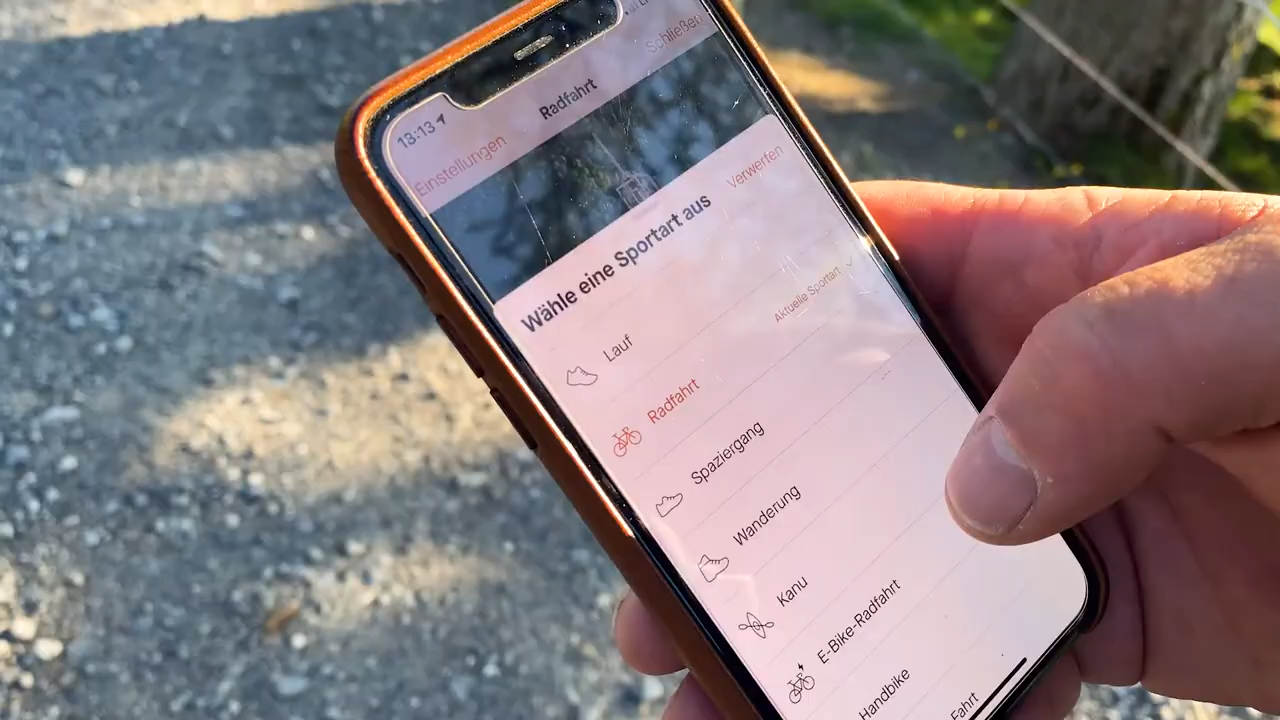 13:13
Einstellungen
Radfahrt
Schließen
Wähle eine Sportart aus
Verwerfen
Lauf
Aktuelle Sportart
Radfahrt
Spaziergang
Wanderung
Kanu
E-Bike-Radfahrt
Handbike
Fahrt